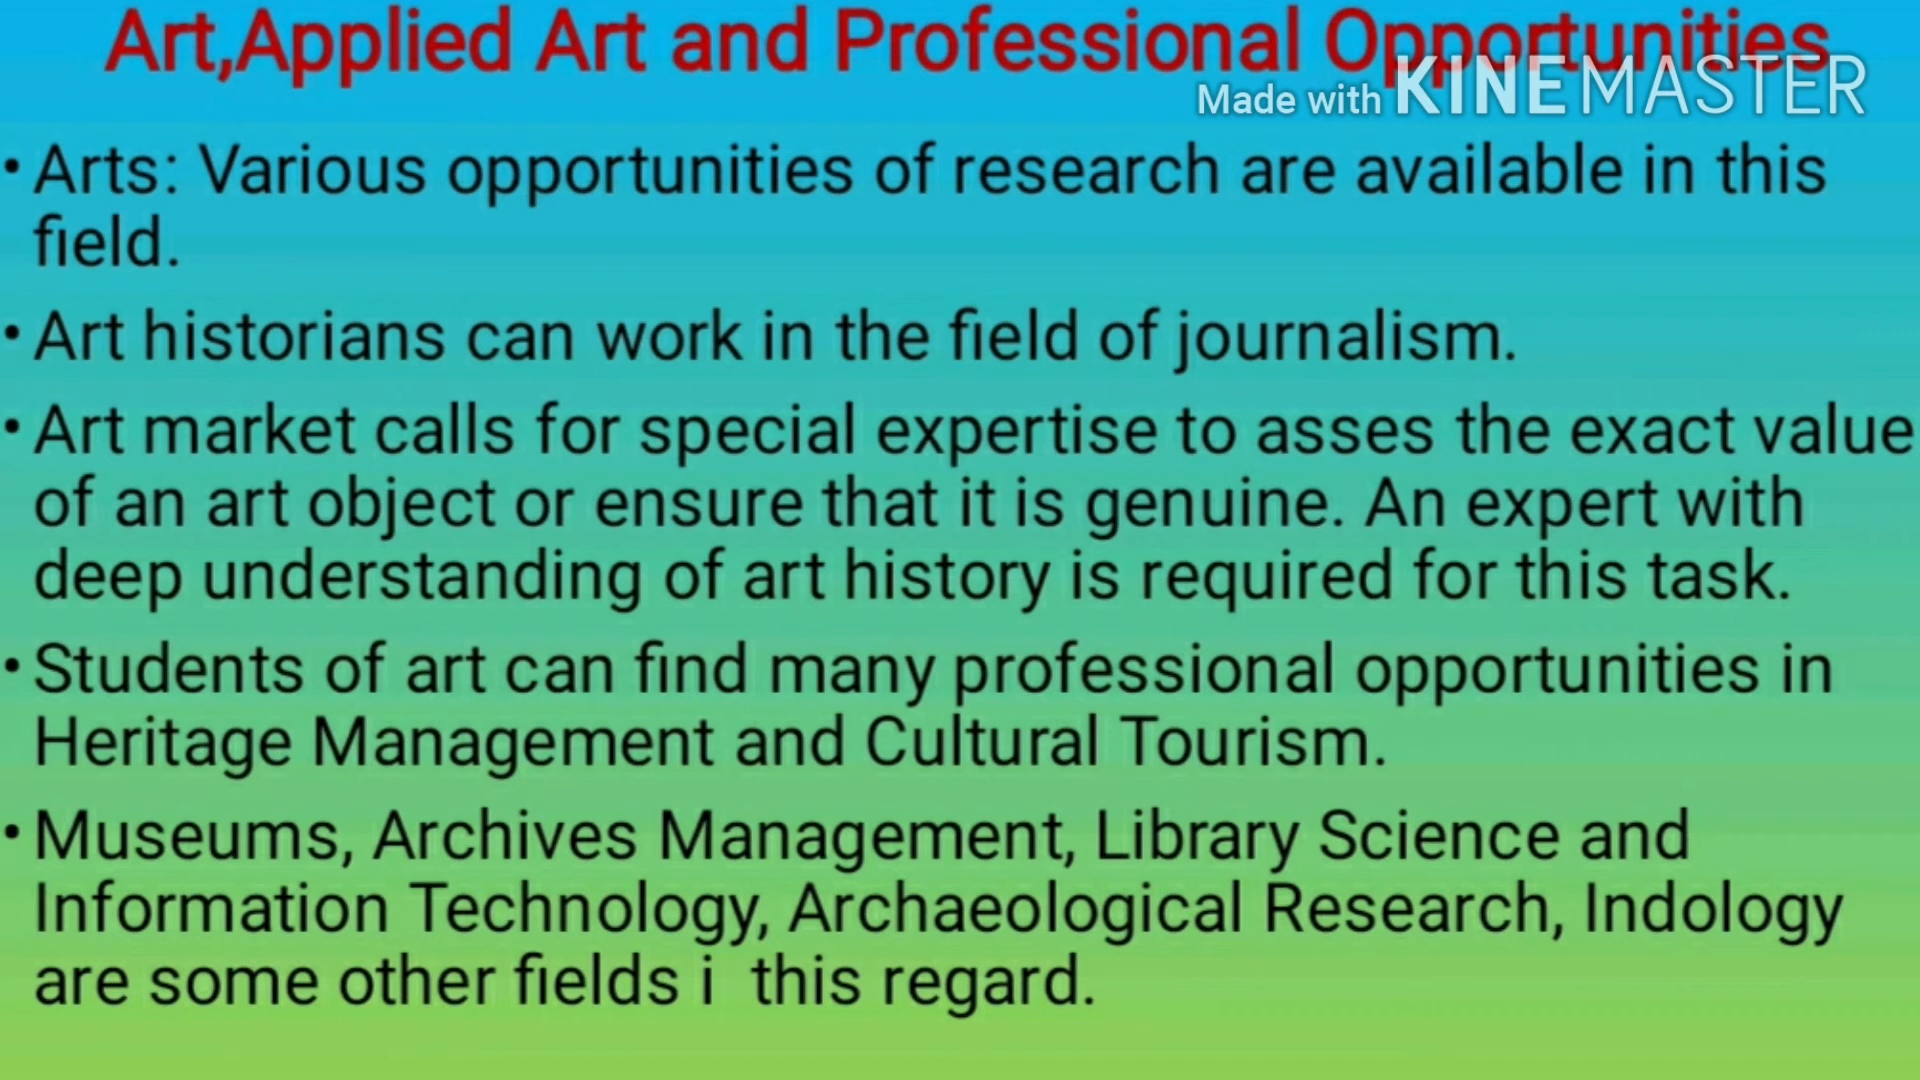 Art,Applied Art and Professional Opportunities
Made with KINEMASTER
• Arts: Various opportunities of research are available in this
field.
• Art historians can work in the field of journalism.
• Art market calls for special expertise to asses the exact value
of an art object or ensure that it is genuine. An expert with
deep understanding of art history is required for this task.
• Students of art can find many professional opportunities in
Heritage Management and Cultural Tourism.
• Museums, Archives Management, Library Science and
Information Technology, Archaeological Research, Indology
are some other fields i  this regard.